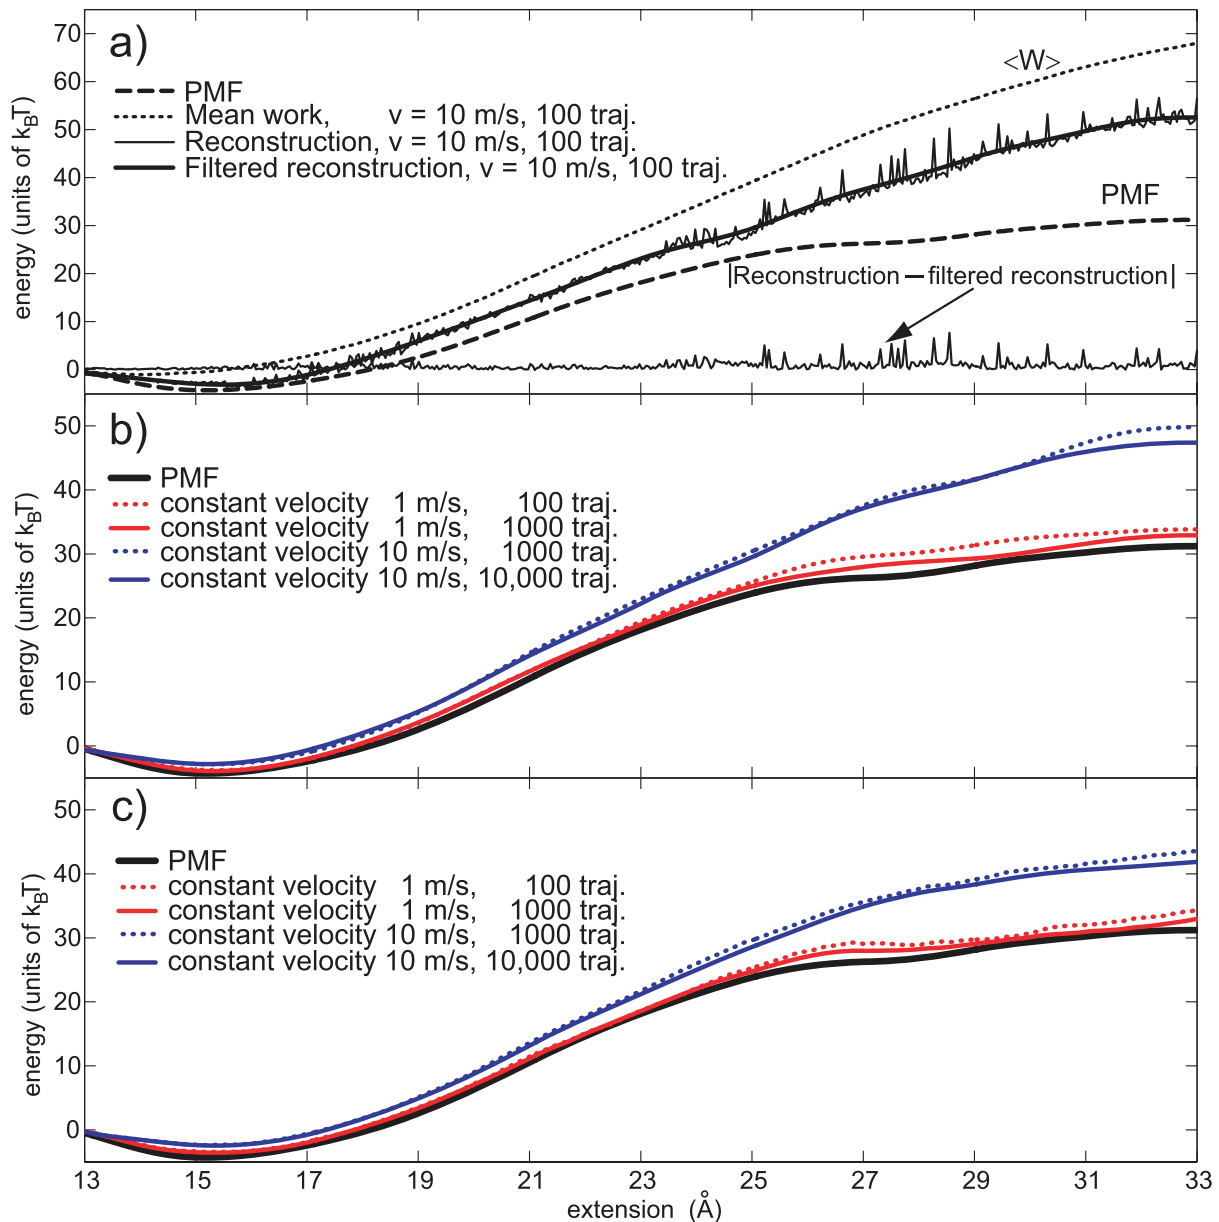 a)
70
60
50
40
30
20
10
0
energy (units of kBT)
PMF
Mean work, v = 10 m/s, 100 traj.
Reconstruction, v = 10 m/s, 100 traj.
Filtered reconstruction, v = 10 m/s, 100 traj.
<W>
PMF
|Reconstruction – filtered reconstruction|
b)
50
40
30
20
10
0
energy (units of kBT)
PMF
constant velocity 1 m/s, 100 traj.
constant velocity 1 m/s, 1000 traj.
constant velocity 10 m/s, 1000 traj.
constant velocity 10 m/s, 10,000 traj.
c)
50
40
30
20
10
0
energy (units of kBT)
PMF
constant velocity 1 m/s, 100 traj.
constant velocity 1 m/s, 1000 traj.
constant velocity 10 m/s, 1000 traj.
constant velocity 10 m/s, 10,000 traj.
13 15 17 19 21 23 25 27 29 31 33
extension (Å)